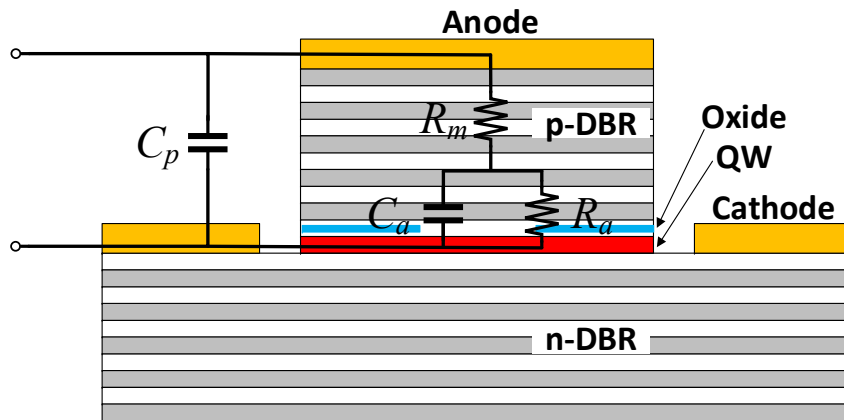 Anode
Oxide
R_m
p-DBR
QW
C_p
C_a
R_a
Cathode
n-DBR